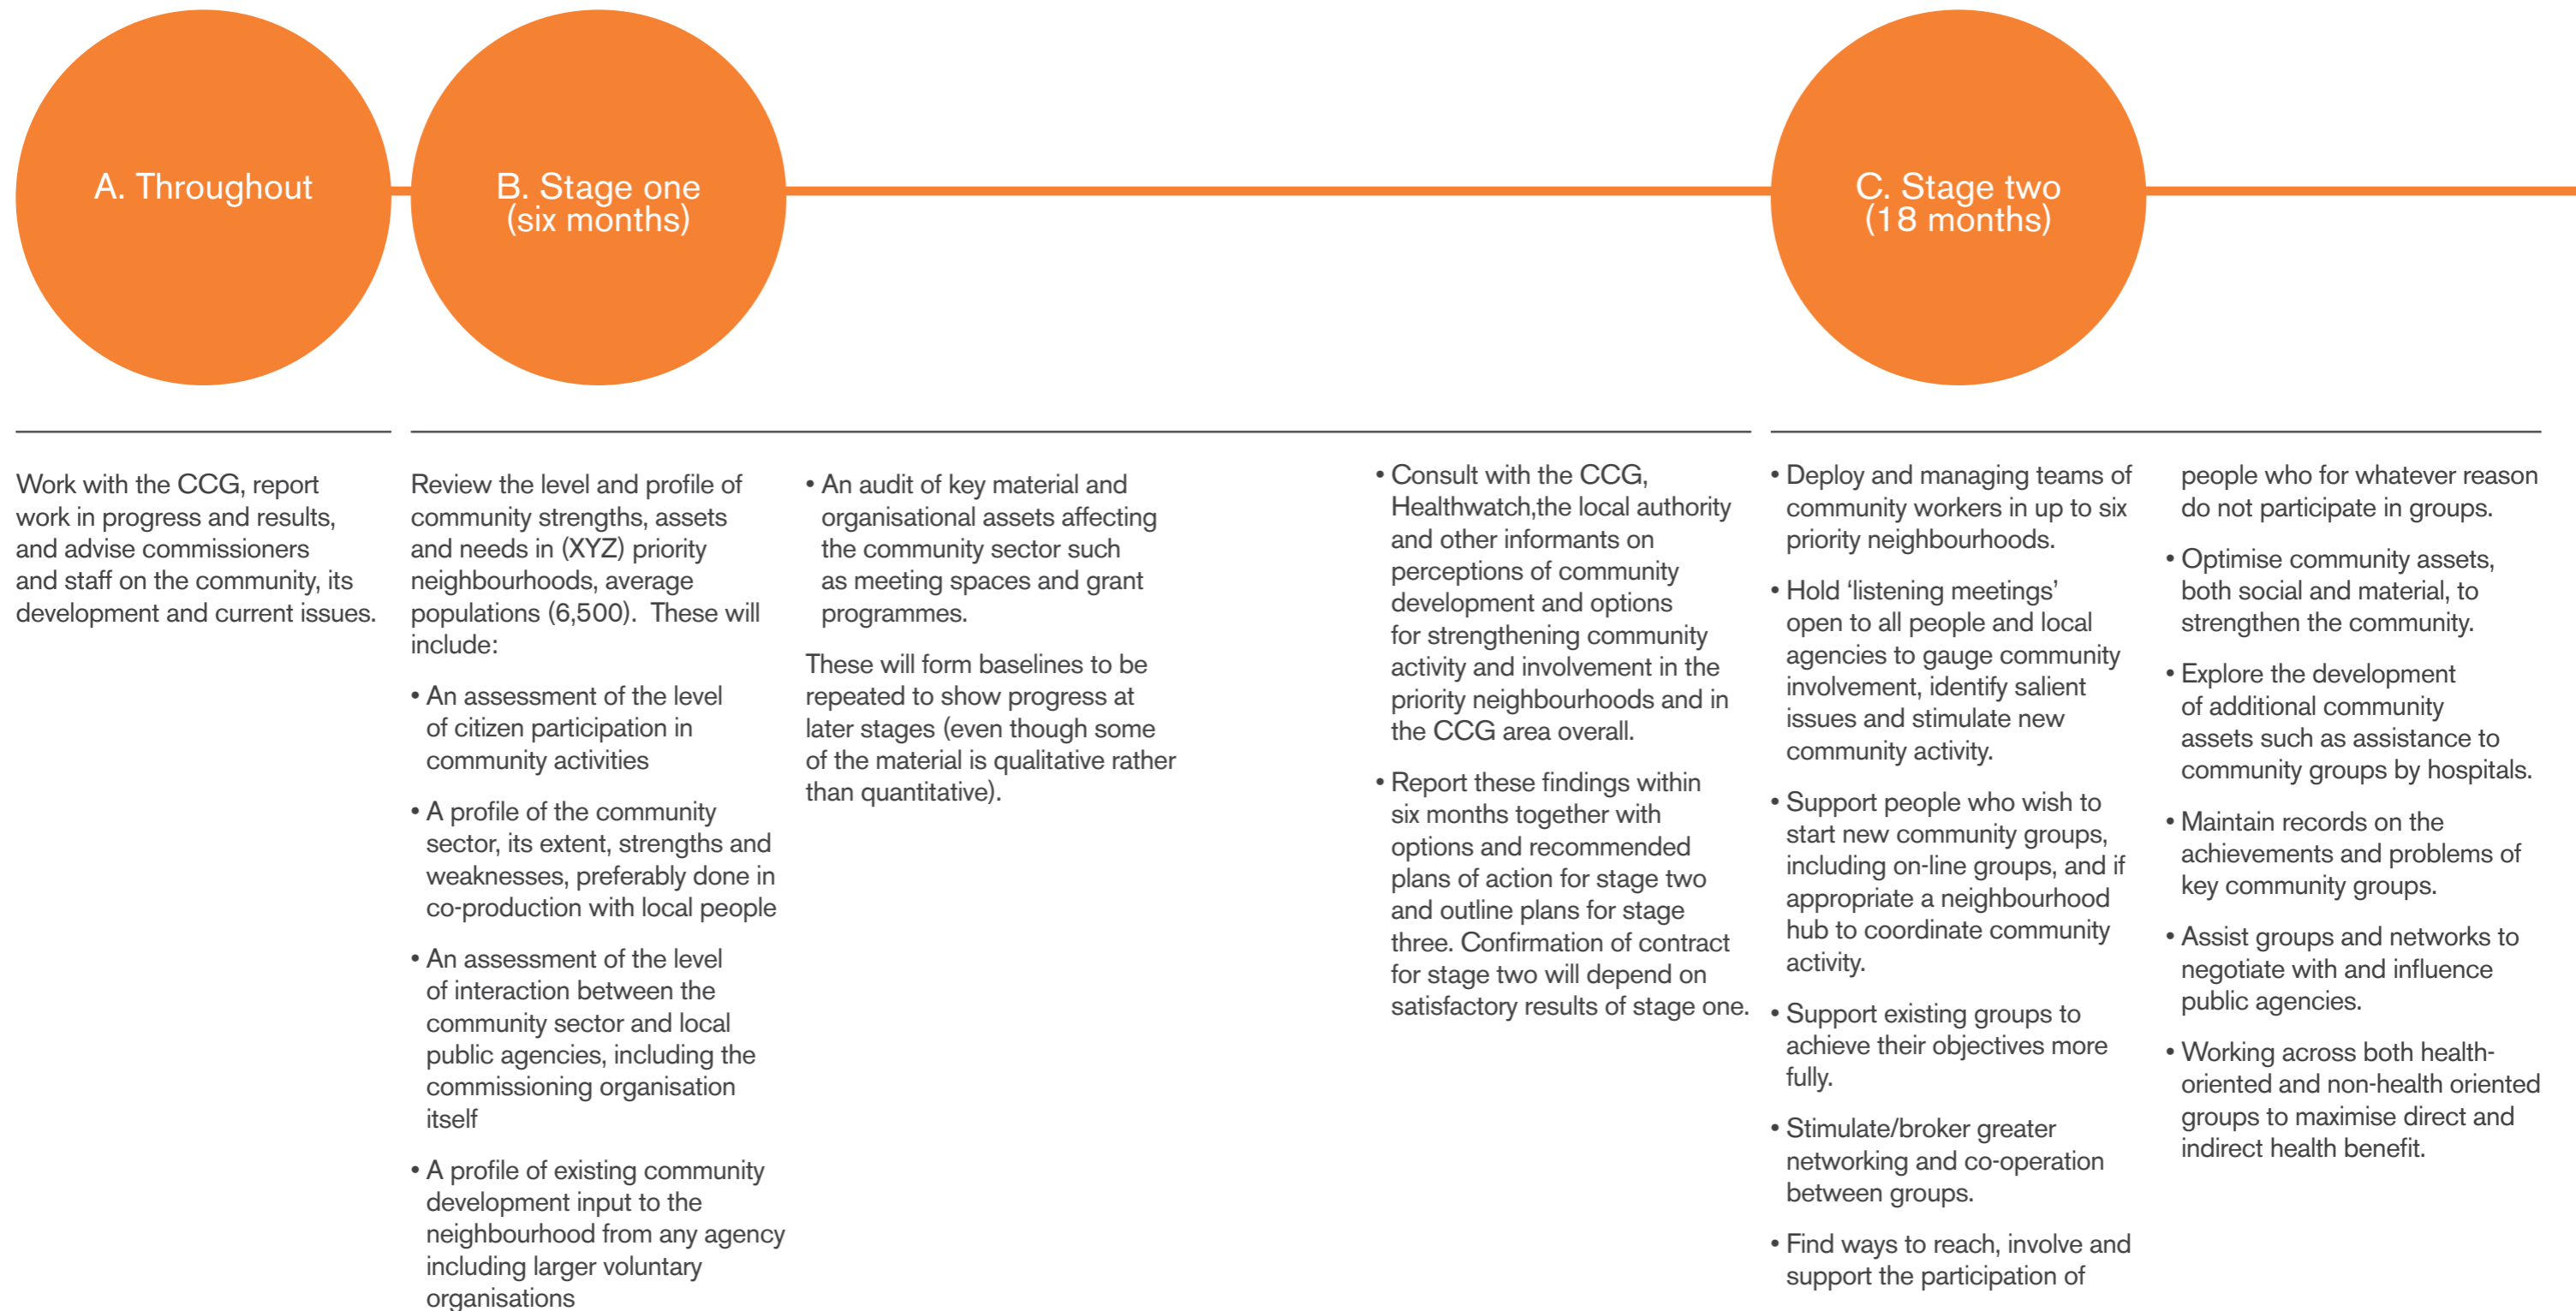 A. Throughout
B. Stage one
(six months)
C. Stage two
(18 months)
Work with the CCG, report
work in progress and results,
and advise commissioners
and staff on the community, its
development and current issues.
Review the level and profile of
community strengths, assets
and needs in (XYZ) priority
neighbourhoods, average
populations (6,500).  These will
include:
• An assessment of the level
of citizen participation in
community activities
• A profile of the community
sector, its extent, strengths and
weaknesses, preferably done in
co-production with local people
• An assessment of the level
of interaction between the
community sector and local
public agencies, including the
commissioning organisation
itself
• A profile of existing community
development input to the
neighbourhood from any agency
including larger voluntary
organisations
• An audit of key material and
organisational assets affecting
the community sector such
as meeting spaces and grant
programmes.
These will form baselines to be
repeated to show progress at
later stages (even though some
of the material is qualitative rather
than quantitative).
• Consult with the CCG,
Healthwatch,the local authority
and other informants on
perceptions of community
development and options
for strengthening community
activity and involvement in the
priority neighbourhoods and in
the CCG area overall.
• Report these findings within
six months together with
options and recommended
plans of action for stage two
and outline plans for stage
three. Confirmation of contract
for stage two will depend on
satisfactory results of stage one.
• Deploy and managing teams of
community workers in up to six
priority neighbourhoods.
• Hold ‘listening meetings’
open to all people and local
agencies to gauge community
involvement, identify salient
issues and stimulate new
community activity.
• Support people who wish to
start new community groups,
including on-line groups, and if
appropriate a neighbourhood
hub to coordinate community
activity.
• Support existing groups to
achieve their objectives more
fully.
• Stimulate/broker greater
networking and co-operation
between groups.
• Find ways to reach, involve and
support the participation of
people who for whatever reason
do not participate in groups.
• Optimise community assets,
both social and material, to
strengthen the community.
• Explore the development
of additional community
assets such as assistance to
community groups by hospitals.
• Maintain records on the
achievements and problems of
key community groups.
• Assist groups and networks to
negotiate with and influence
public agencies.
• Working across both health-
oriented and non-health oriented
groups to maximise direct and
indirect health benefit.